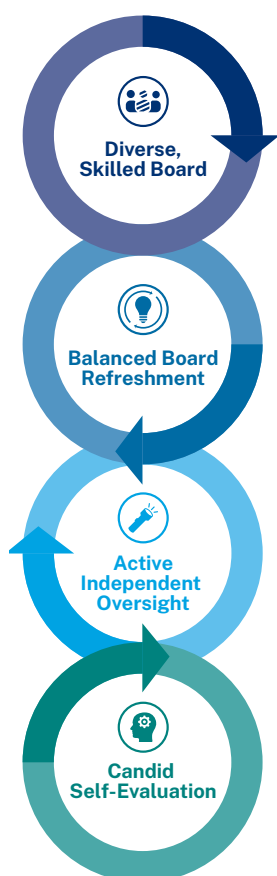 Diverse,
Skilled Board
Balanced Board
Refreshment
Active
Independent
Oversight
Candid
Self-Evaluation